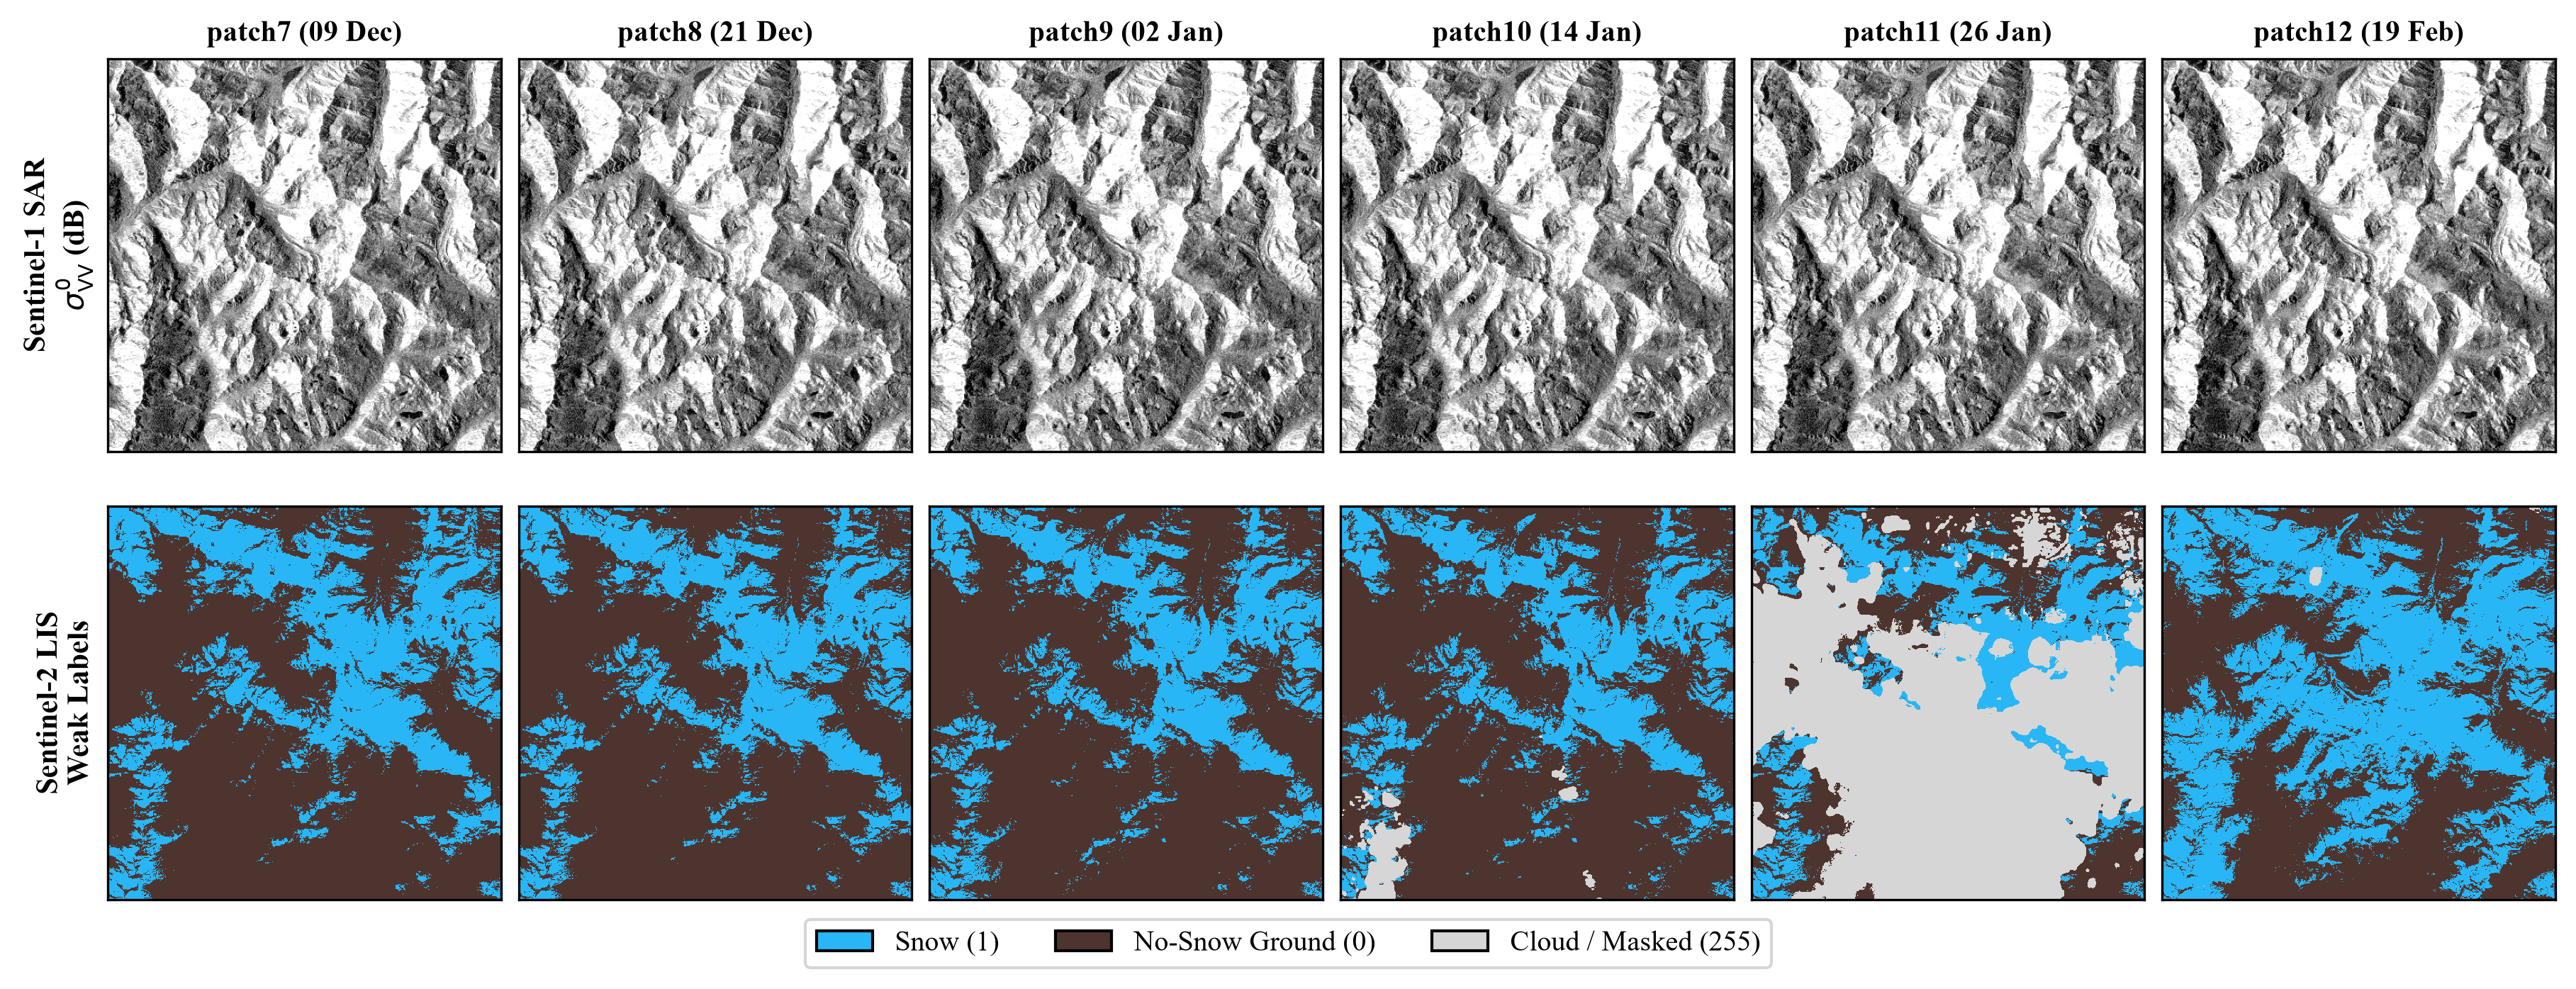 patch7 (09 Dec)
patch8 (21 Dec)
patch9 (02 Jan)
patch10 (14 Jan)
patch11 (26 Jan)
patch12 (19 Feb)
Sentinel-1 SAR
σ⁰VV (dB)
Sentinel-2 LIS
Weak Labels
Snow (1)
No-Snow Ground (0)
Cloud / Masked (255)